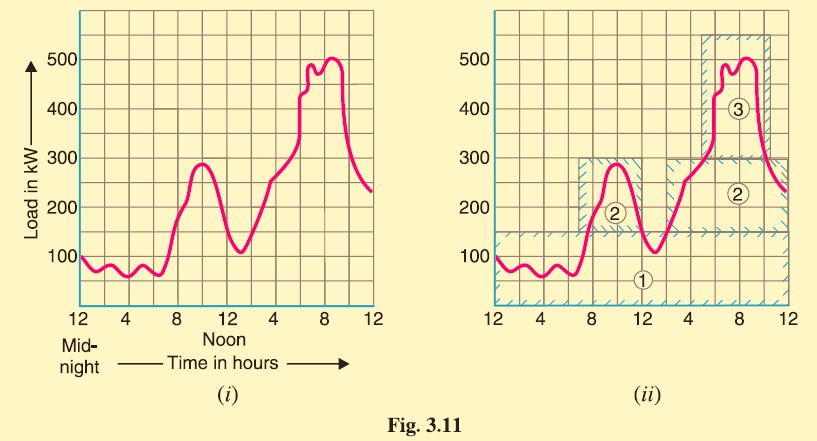 500
400
300
200
100
Load in kW
12 4 8 12 4 8 12
Mid-
night
Noon
Time in hours
(i)
500
400
300
200
100
3
2
2
1
12 4 8 12 4 8 12
(ii)
Fig. 3.11